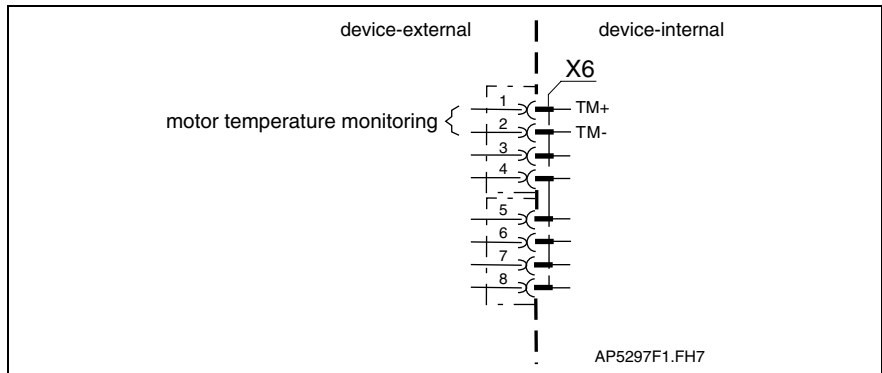 device-external device-internal
X6
1 TM+
motor temperature monitoring
2 TM-
3
4
5
6
7
8
AP5297F1.FH7